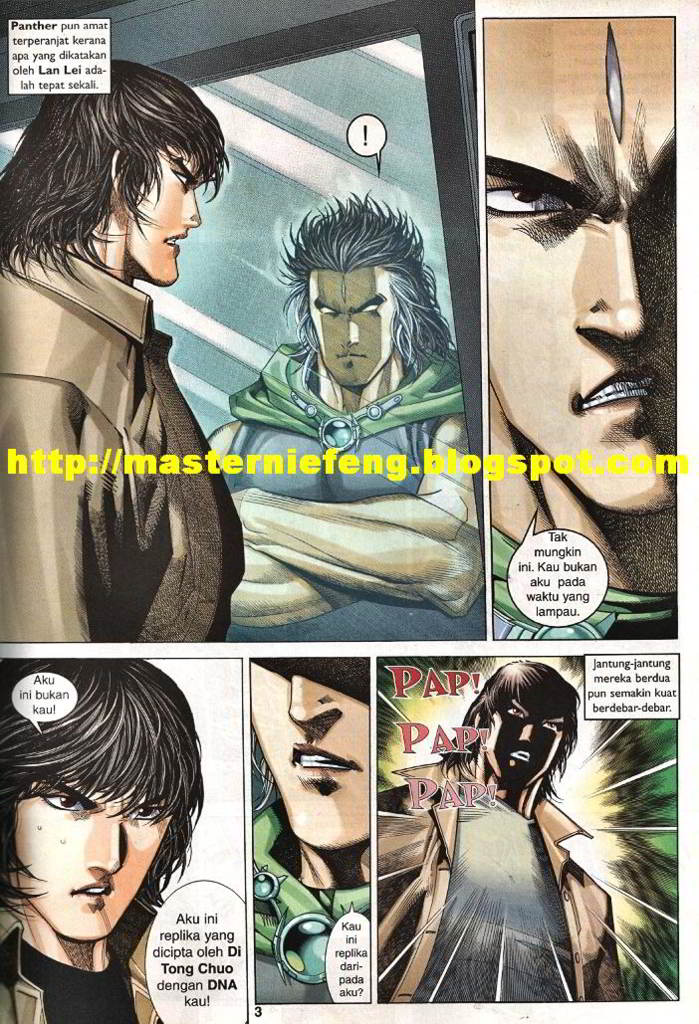 Panther pun amat
terperanjat kerana
apa yang dikatakan
oleh Lan Lei ada-
lah tepat sekali.
!
http://masterniefeng.blogspot.com
Tak
mungkin
ini. Kau bukan
aku pada
waktu yang
lampau.
Aku
ini bukan
kau!
Aku ini
replika yang
dicipta oleh Di
Tong Chuo
dengan DNA
kau!
Kau
ini
replika
dari-
pada
aku?
PAP!
PAP!
PAP!
Jantung-jantung
mereka berdua
pun semakin kuat
berdebar-debar.
3